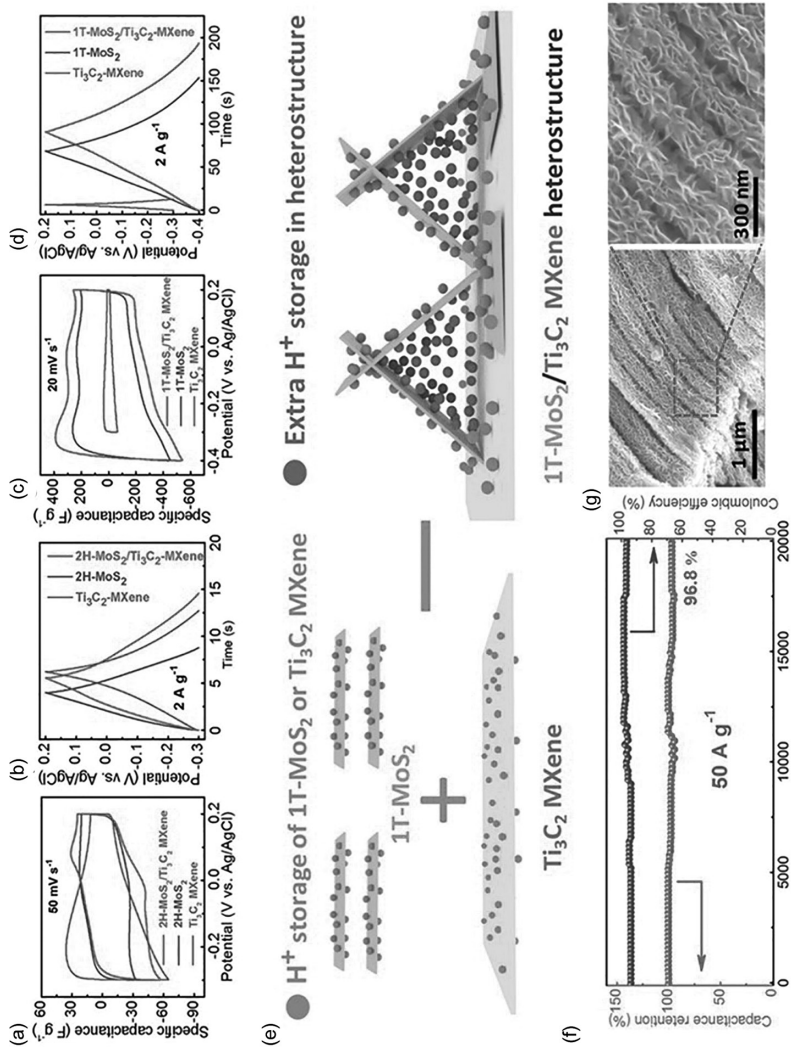 (a)
60
30
0
-30
-60
-90
Specific capacitance (F g⁻¹)
50 mV s⁻¹
2H-MoS₂/Ti₃C₂ MXene
2H-MoS₂
Ti₃C₂ MXene
-0.2 0.0 0.2
Potential (V vs. Ag/AgCl)
(b)
0.2
0.1
0.0
-0.1
-0.2
-0.3
Potential (V vs. Ag/AgCl)
2H-MoS₂/Ti₃C₂-MXene
2H-MoS₂
Ti₃C₂-MXene
2 A g⁻¹
0 5 10 15 20
Time (s)
(c)
400
200
0
-200
-400
-600
Specific capacitance (F g⁻¹)
20 mV s⁻¹
1T-MoS₂/Ti₃C₂ MXene
1T-MoS₂
Ti₃C₂ MXene
-0.4 -0.2 0.0 0.2
Potential (V vs. Ag/AgCl)
(d)
0.2
0.1
0.0
-0.1
-0.2
-0.3
-0.4
Potential (V vs. Ag/AgCl)
1T-MoS₂/Ti₃C₂-MXene
1T-MoS₂
Ti₃C₂-MXene
2 A g⁻¹
0 50 100 150 200
Time (s)
(e)
H⁺ storage of 1T-MoS₂ or Ti₃C₂ MXene
Extra H⁺ storage in heterostructure
1T-MoS₂
+
Ti₃C₂ MXene
1T-MoS₂/Ti₃C₂ MXene heterostructure
(f)
150
100
50
0
Capacitance retention (%)
50 A g⁻¹
96.8 %
0 5000 10000 15000 20000
100
80
60
40
20
0
Coulombic efficiency (%)
(g)
1 μm
300 nm